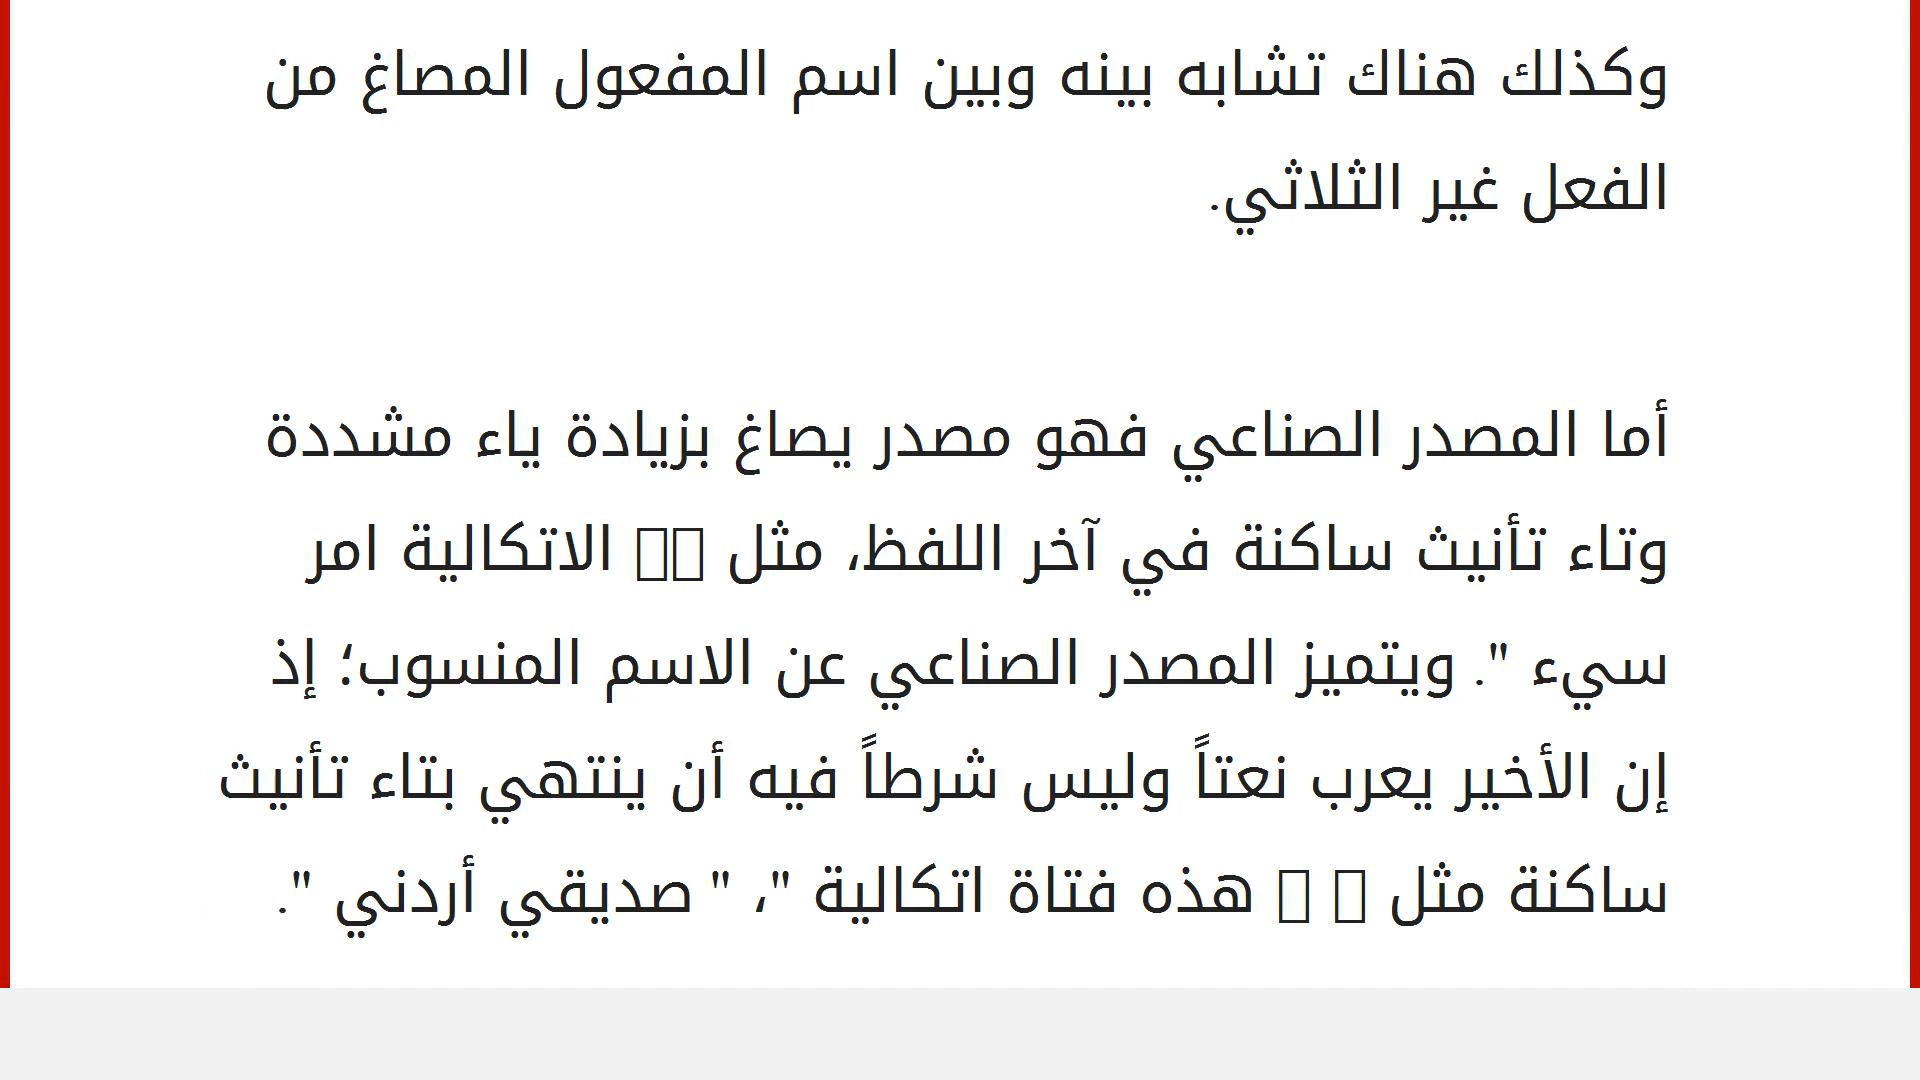 وكذلك هناك تشابه بينه وبين اسم المفعول المصاغ من
الفعل غير الثلاثي.
أما المصدر الصناعي فهو مصدر يصاغ بزيادة ياء مشددة
وتاء تأنيث ساكنة في آخر اللفظ، مثل الاتكالية امر
سيء ". ويتميز المصدر الصناعي عن الاسم المنسوب؛ إذ
إن الأخير يعرب نعتاً وليس شرطاً فيه أن ينتهي بتاء تأنيث
ساكنة مثل هذه فتاة اتكالية "، " صديقي أردني ".